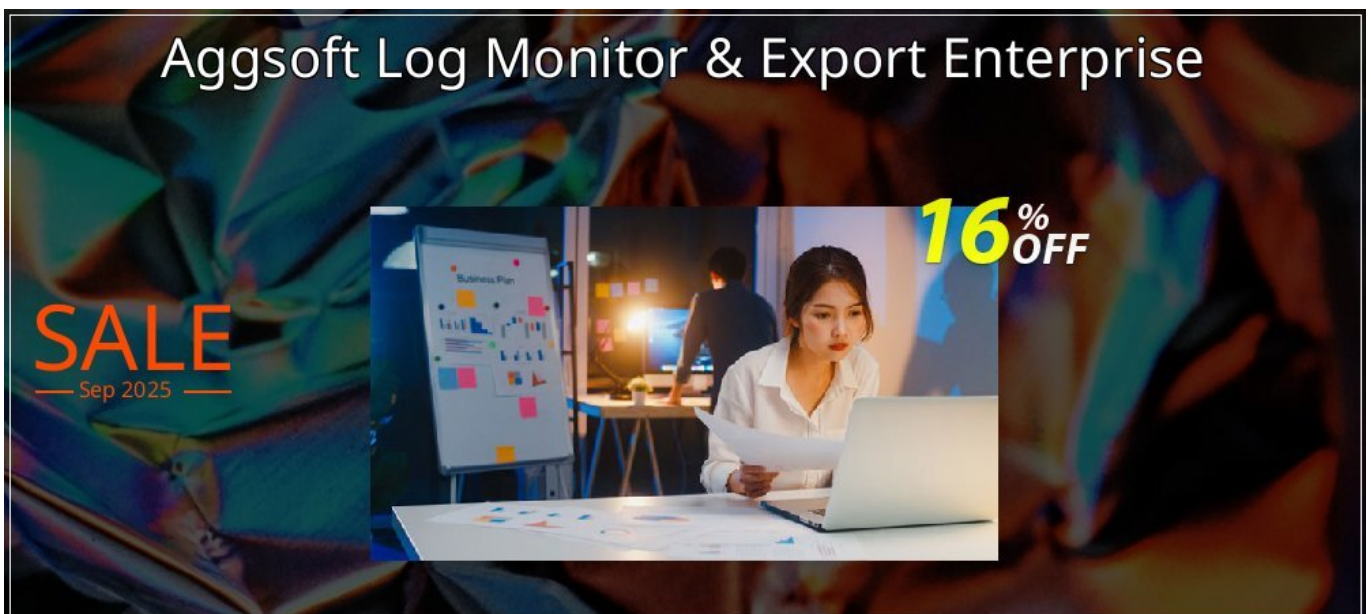 Aggsoft Log Monitor & Export Enterprise
16% OFF
Business Plan
SALE
Sep 2025